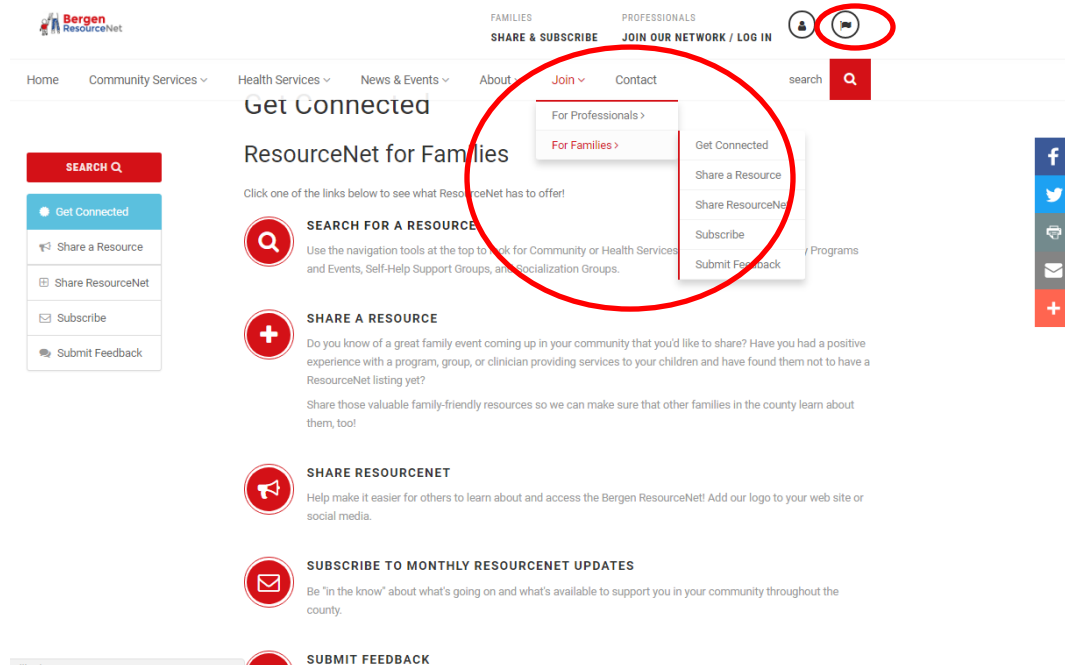 Bergen
ResourceNet
FAMILIES
SHARE & SUBSCRIBE
PROFESSIONALS
JOIN OUR NETWORK / LOG IN
Home Community Services Health Services News & Events About Join Contact search
Get Connected
For Professionals >
For Families >
Get Connected
Share a Resource
Share ResourceNet
Subscribe
Submit Feedback
SEARCH
Get Connected
Share a Resource
Share ResourceNet
Subscribe
Submit Feedback
ResourceNet for Families
Click one of the links below to see what ResourceNet has to offer!
SEARCH FOR A RESOURCE
Use the navigation tools at the top to look for Community or Health Services Programs
and Events, Self-Help Support Groups, and Socialization Groups.
SHARE A RESOURCE
Do you know of a great family event coming up in your community that you'd like to share? Have you had a positive
experience with a program, group, or clinician providing services to your children and have found them not to have a
ResourceNet listing yet?
Share those valuable family-friendly resources so we can make sure that other families in the county learn about
them, too!
SHARE RESOURCENET
Help make it easier for others to learn about and access the Bergen ResourceNet! Add our logo to your web site or
social media.
SUBSCRIBE TO MONTHLY RESOURCENET UPDATES
Be "in the know" about what's going on and what's available to support you in your community throughout the
county.
SUBMIT FEEDBACK